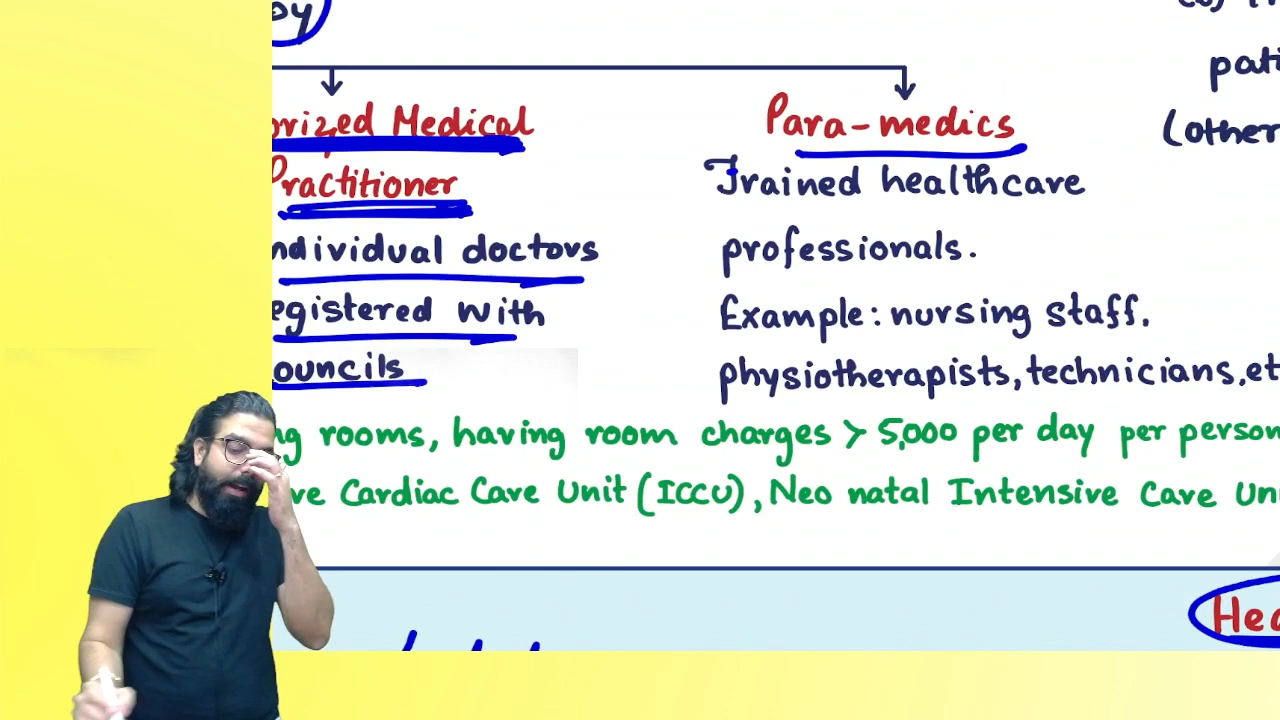 by
orized Medical
Practitioner
ndividual doctors
egistered with
ouncils
Para-medics
Trained healthcare
professionals.
Example: nursing staff,
physiotherapists, technicians, et
pati
(other
ng rooms, having room charges > 5,000 per day per person
ve Cardiac Care Unit (ICCU), Neo natal Intensive Care Un
Hea